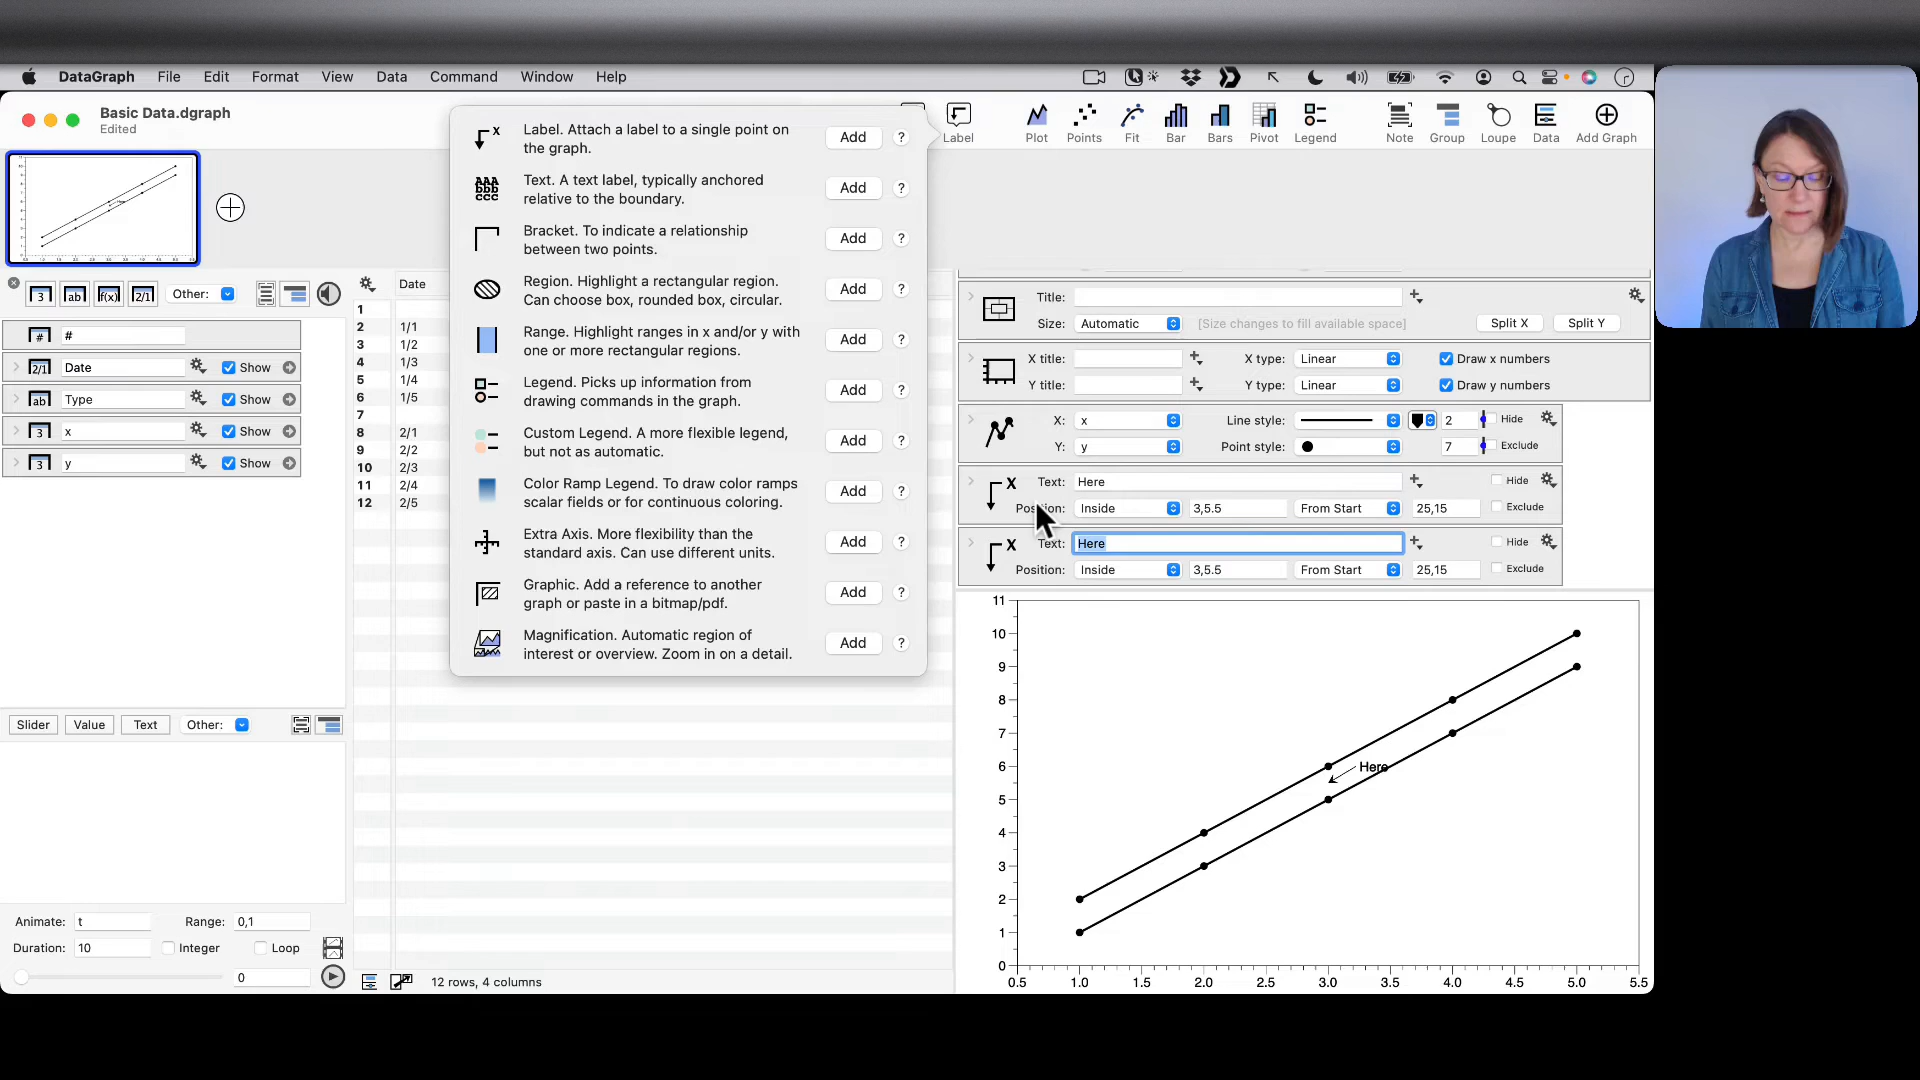 DataGraph File Edit Format View Data Command Window Help
Basic Data.dgraph
Edited
Label Plot Points Fit Bar Bars Pivot Legend Note Group Loupe Data Add Graph
Label. Attach a label to a single point on
the graph.
Add ?
Text. A text label, typically anchored
relative to the boundary.
Add ?
Bracket. To indicate a relationship
between two points.
Add ?
Region. Highlight a rectangular region.
Can choose box, rounded box, circular.
Add ?
Range. Highlight ranges in x and/or y with
one or more rectangular regions.
Add ?
Legend. Picks up information from
drawing commands in the graph.
Add ?
Custom Legend. A more flexible legend,
but not as automatic.
Add ?
Color Ramp Legend. To draw color ramps
scalar fields or for continuous coloring.
Add ?
Extra Axis. More flexibility than the
standard axis. Can use different units.
Add ?
Graphic. Add a reference to another
graph or paste in a bitmap/pdf.
Add ?
Magnification. Automatic region of
interest or overview. Zoom in on a detail.
Add ?
3 ab f(x) 2/1 Other:
# #
2/1 Date Show
ab Type Show
3 x Show
3 y Show
Date
1
2 1/1
3 1/2
4 1/3
5 1/4
6 1/5
7
8 2/1
9 2/2
10 2/3
11 2/4
12 2/5
Slider Value Text Other:
Animate: t Range: 0,1
Duration: 10 Integer Loop
0
12 rows, 4 columns
Title:
Size: Automatic [Size changes to fill available space] Split X Split Y
X title: X type: Linear Draw x numbers
Y title: Y type: Linear Draw y numbers
X: x Line style: 2 Hide
Y: y Point style: 7 Exclude
X Text: Here Hide
Position: Inside 3,5.5 From Start 25,15 Exclude
X Text: Here Hide
Position: Inside 3,5.5 From Start 25,15 Exclude
11
10
9
8
7
6
5
4
3
2
1
0
Here
0.5 1.0 1.5 2.0 2.5 3.0 3.5 4.0 4.5 5.0 5.5